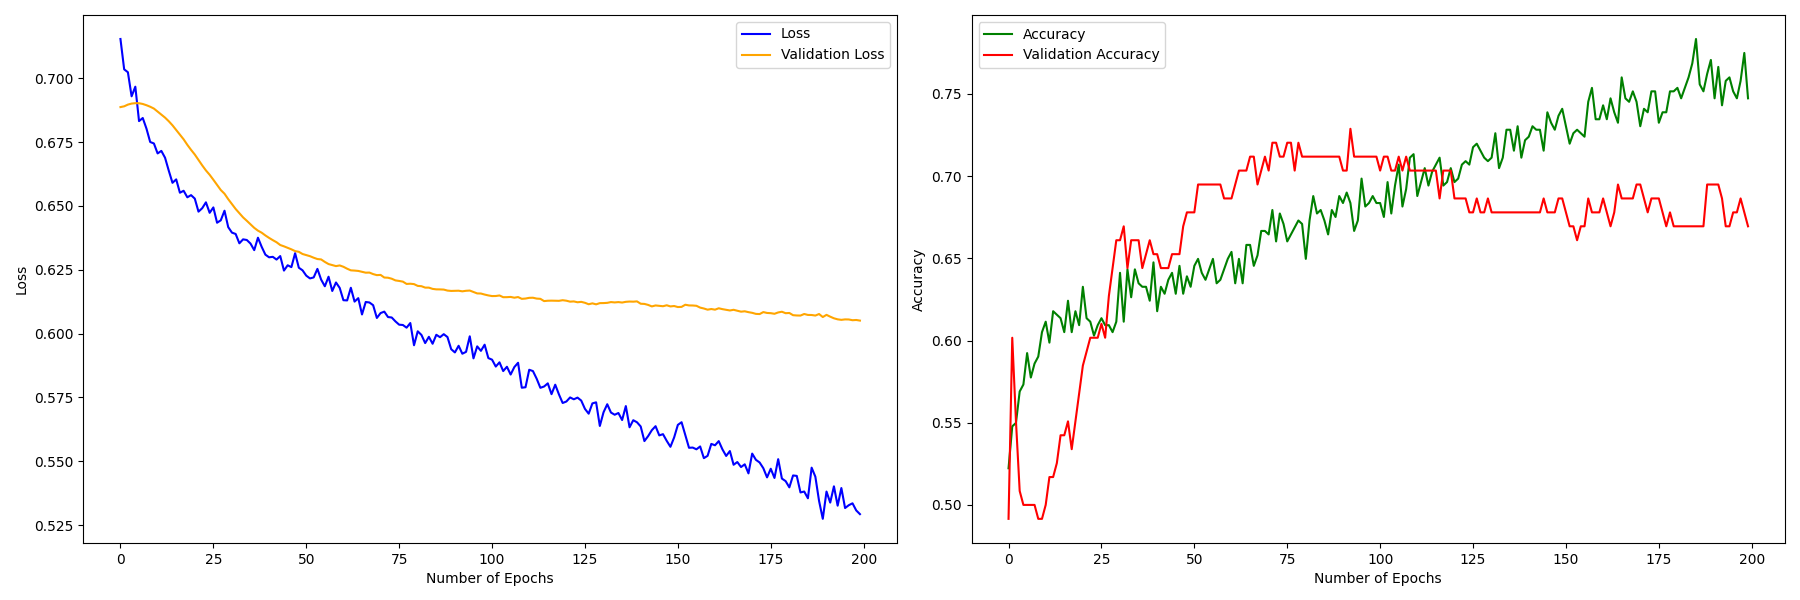 Loss
Validation Loss
0.700
0.675
0.650
0.625
0.600
0.575
0.550
0.525
Loss
0 25 50 75 100 125 150 175 200
Number of Epochs
Accuracy
Validation Accuracy
0.75
0.70
0.65
0.60
0.55
0.50
Accuracy
0 25 50 75 100 125 150 175 200
Number of Epochs